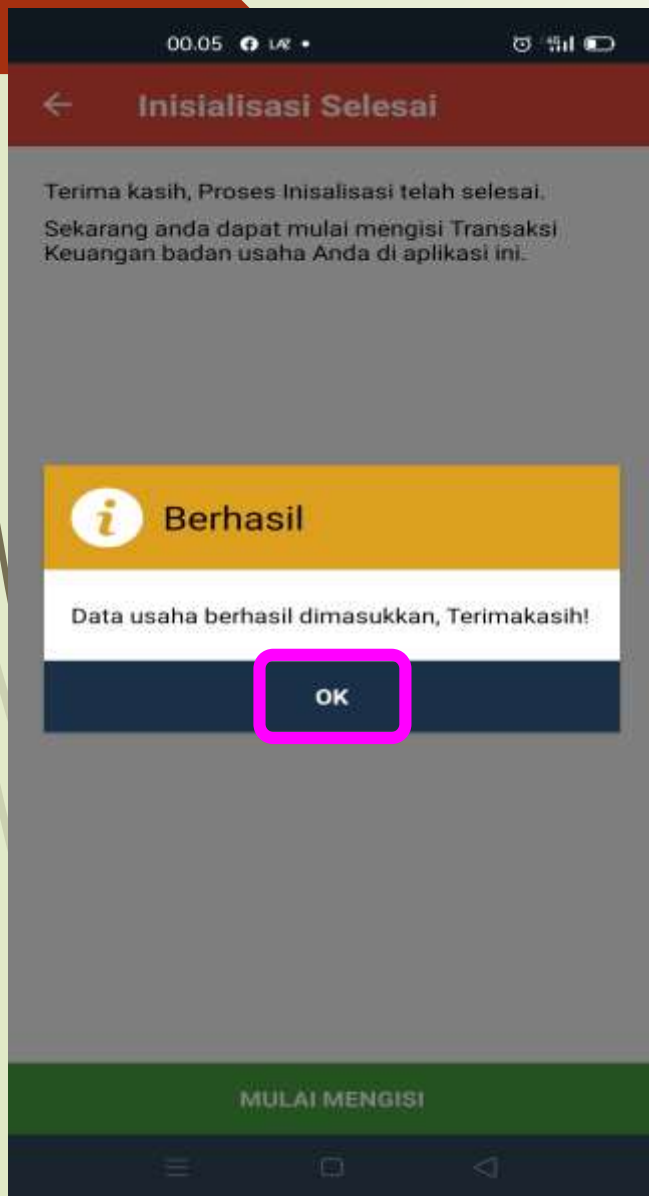 00.05
Inisialisasi Selesai
Terima kasih, Proses Inisalisasi telah selesai.
Sekarang anda dapat mulai mengisi Transaksi
Keuangan badan usaha Anda di aplikasi ini.
i Berhasil
Data usaha berhasil dimasukkan, Terimakasih!
OK
MULAI MENGISI